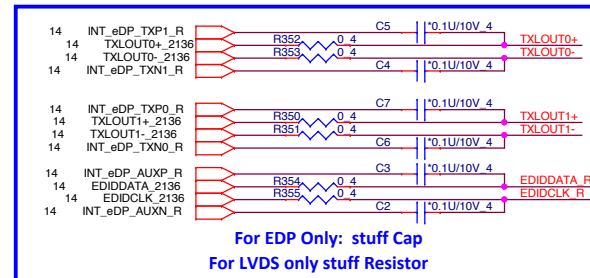 14 INT_eDP_TXP1_R C5 *0.1U/10V_4
14 TXLOUT0+_2136 R352 0_4 TXLOUT0+
14 TXLOUT0-_2136 R353 0_4 TXLOUT0-
14 INT_eDP_TXN1_R C4 *0.1U/10V_4
14 INT_eDP_TXP0_R C7 *0.1U/10V_4
14 TXLOUT1+_2136 R350 0_4 TXLOUT1+
14 TXLOUT1-_2136 R351 0_4 TXLOUT1-
14 INT_eDP_TXN0_R C6 *0.1U/10V_4
14 INT_eDP_AUXP_R C3 *0.1U/10V_4
14 EDIDDATA_2136 R354 0_4 EDIDDATA_R
14 EDIDCLK_2136 R355 0_4 EDIDCLK_R
14 INT_eDP_AUXN_R C2 *0.1U/10V_4
For EDP Only: stuff Cap
For LVDS only stuff Resistor